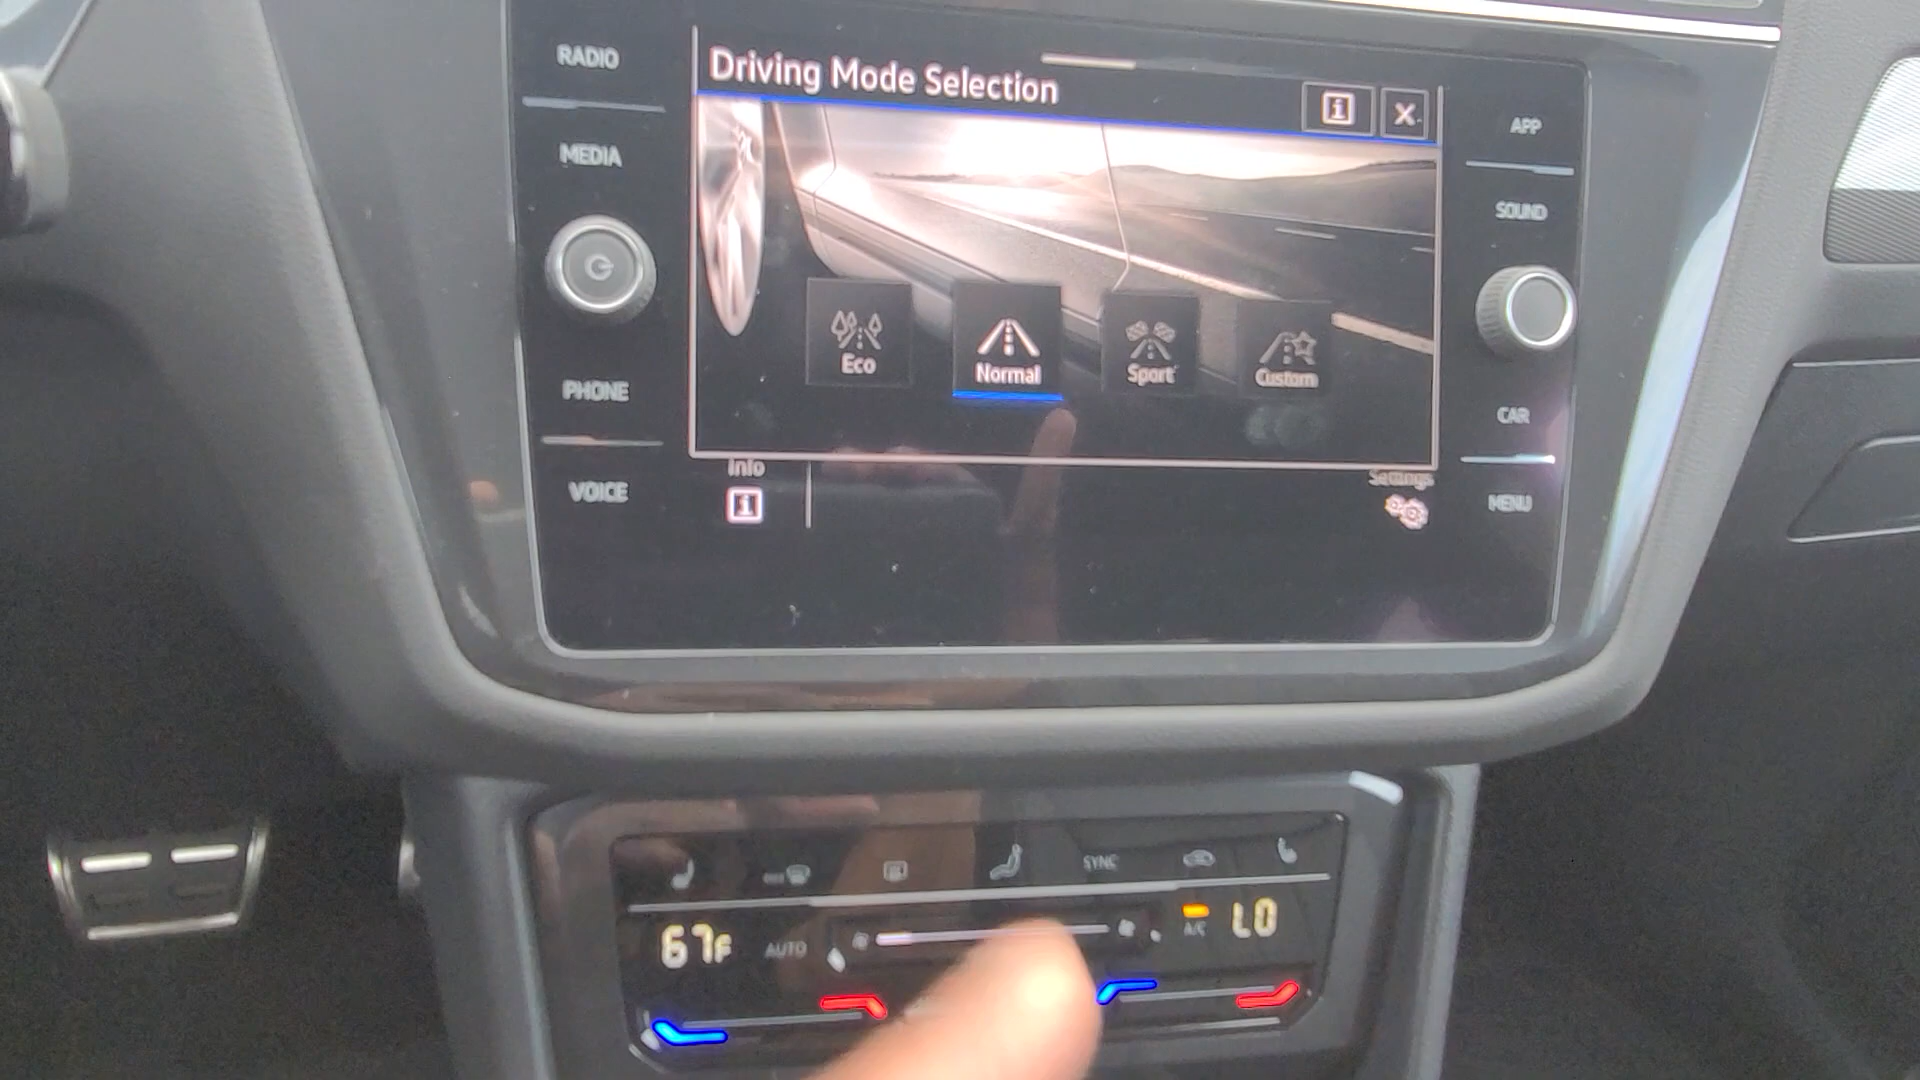 RADIO
MEDIA
PHONE
VOICE
Driving Mode Selection
i
X
Eco
Normal
Sport
Custom
Info
i
Settings
APP
SOUND
CAR
MENU
SYNC
67F
AUTO
A/C
LO